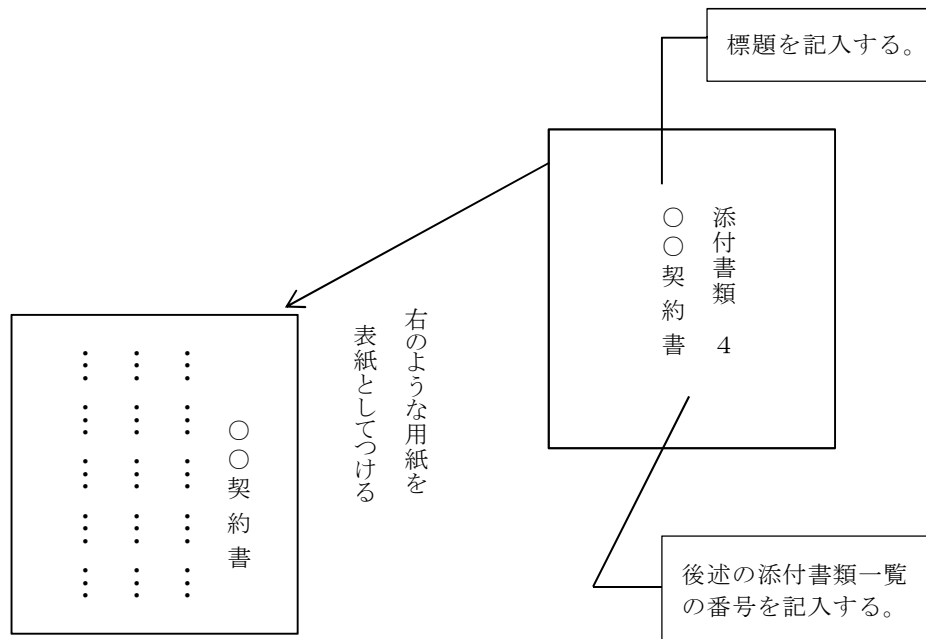 標題を記入する。
添付書類 4
○○契約書
右のような用紙を
表紙としてつける
○○契約書
……………
……………
……………
後述の添付書類一覧
の番号を記入する。